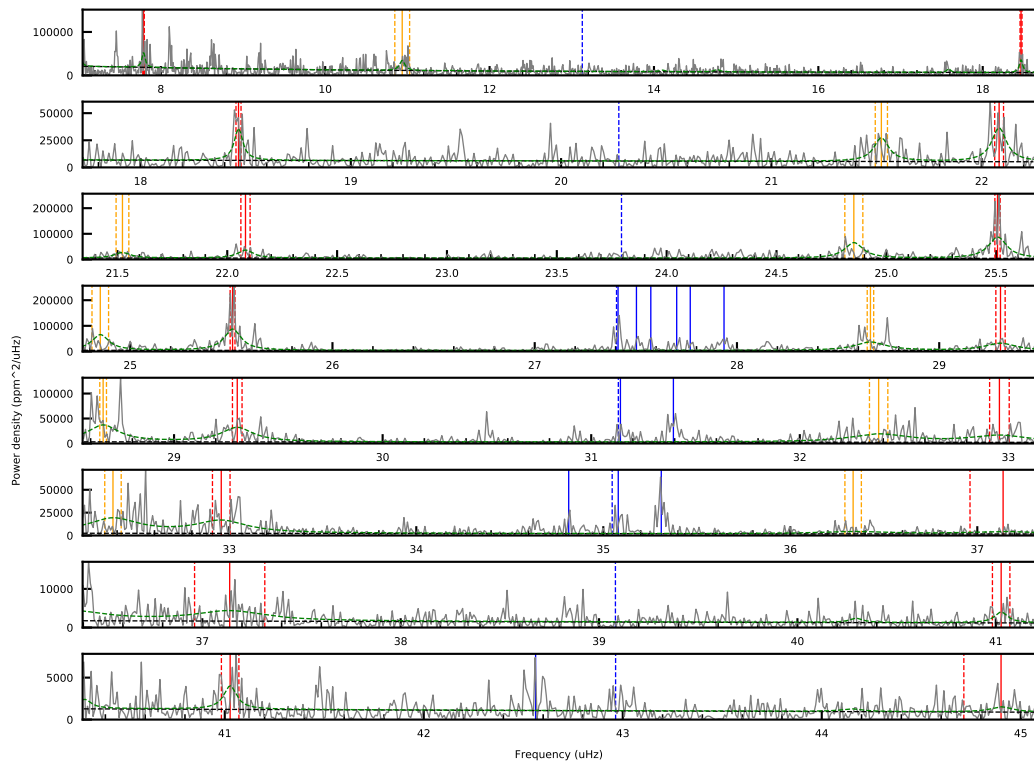 100000
0
8 10 12 14 16 18
50000
25000
0
18 19 20 21 22
200000
100000
0
21.5 22.0 22.5 23.0 23.5 24.0 24.5 25.0 25.5
200000
100000
0
25 26 27 28 29
100000
50000
0
29 30 31 32 33
Power density (ppm^2/uHz)
50000
25000
0
33 34 35 36 37
10000
0
37 38 39 40 41
5000
0
41 42 43 44 45
Frequency (uHz)